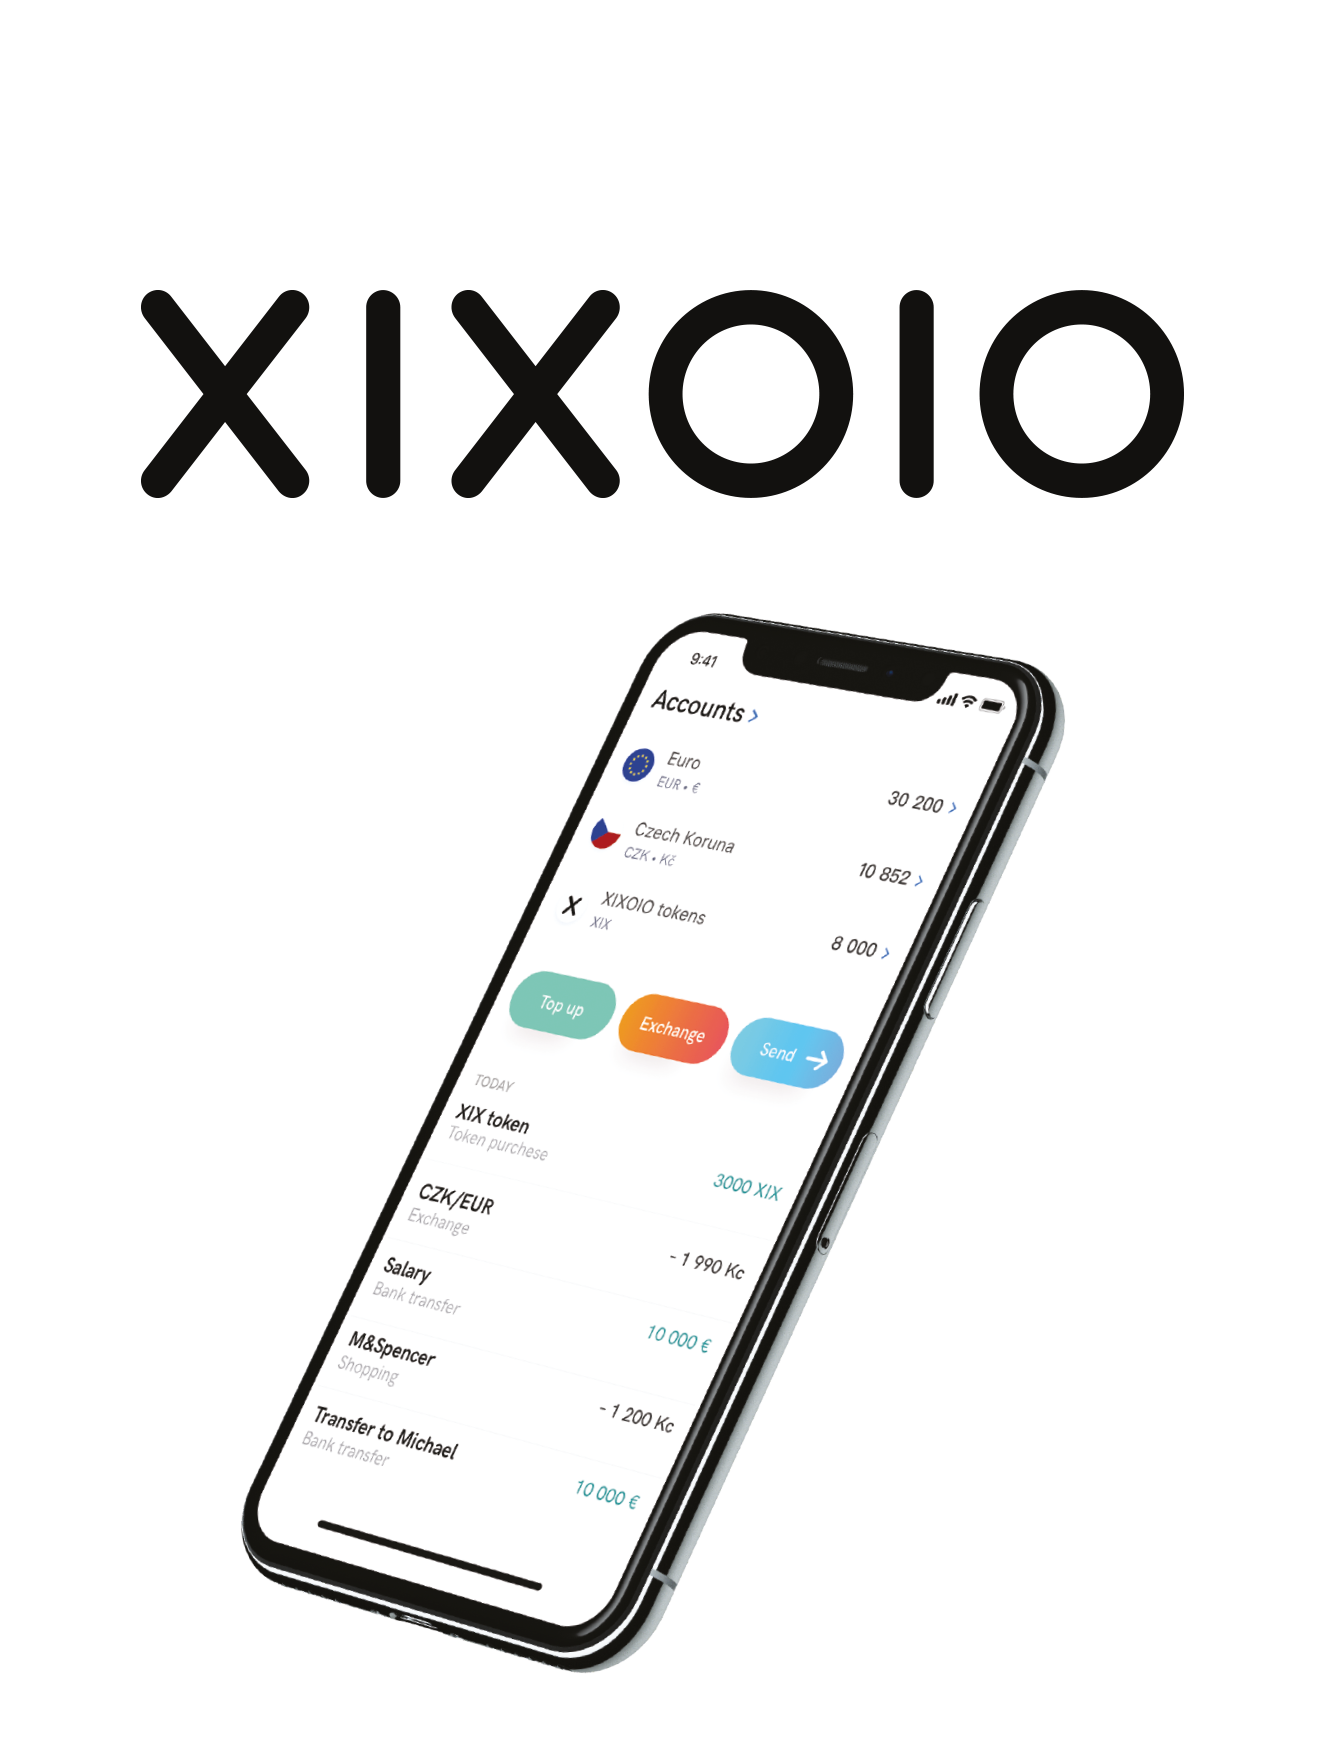 XIXOIO
9:41
Accounts >
Euro
EUR • €
30 200 >
Czech Koruna
CZK • Kč
10 852 >
X
XIXOIO tokens
XIX
8 000 >
Top up
Exchange
Send →
TODAY
XIX token
Token purchese
3000 XIX
CZK/EUR
Exchange
- 1 990 Kc
Salary
Bank transfer
10 000 €
M&Spencer
Shopping
- 1 200 Kc
Transfer to Michael
Bank transfer
10 000 €